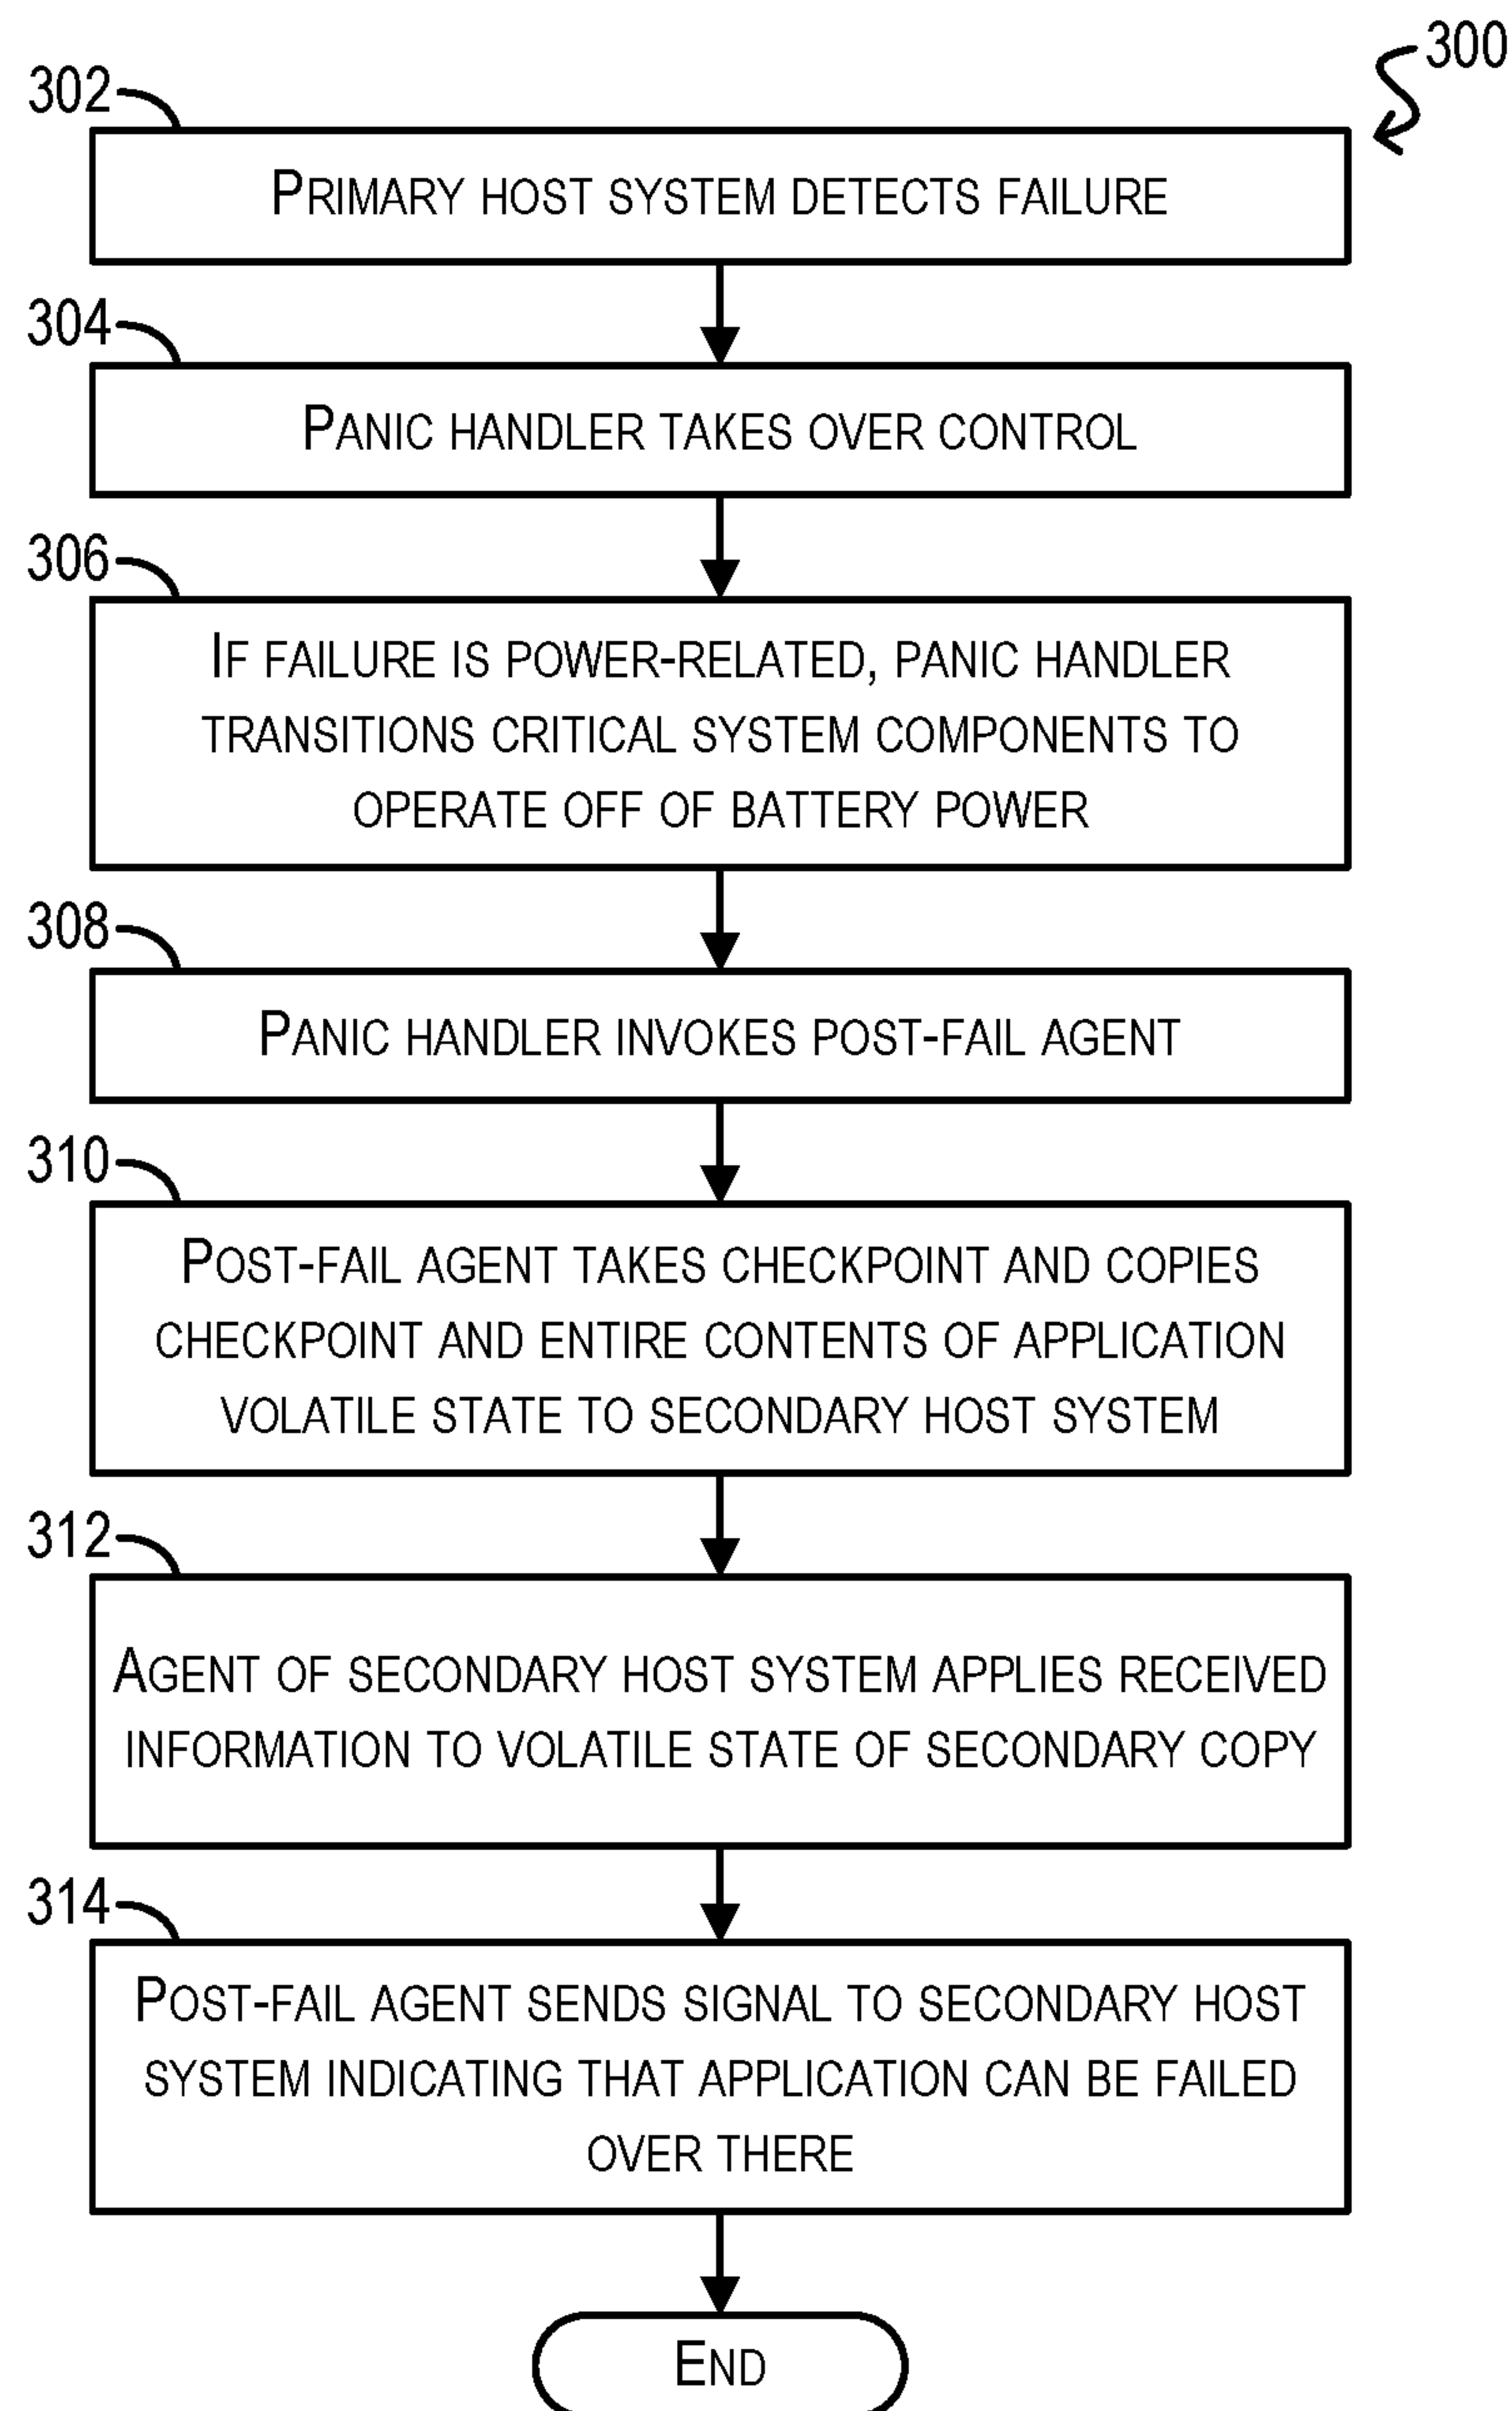 300
302
PRIMARY HOST SYSTEM DETECTS FAILURE
304
PANIC HANDLER TAKES OVER CONTROL
306
IF FAILURE IS POWER-RELATED, PANIC HANDLER
TRANSITIONS CRITICAL SYSTEM COMPONENTS TO
OPERATE OFF OF BATTERY POWER
308
PANIC HANDLER INVOKES POST-FAIL AGENT
310
POST-FAIL AGENT TAKES CHECKPOINT AND COPIES
CHECKPOINT AND ENTIRE CONTENTS OF APPLICATION
VOLATILE STATE TO SECONDARY HOST SYSTEM
312
AGENT OF SECONDARY HOST SYSTEM APPLIES RECEIVED
INFORMATION TO VOLATILE STATE OF SECONDARY COPY
314
POST-FAIL AGENT SENDS SIGNAL TO SECONDARY HOST
SYSTEM INDICATING THAT APPLICATION CAN BE FAILED
OVER THERE
END